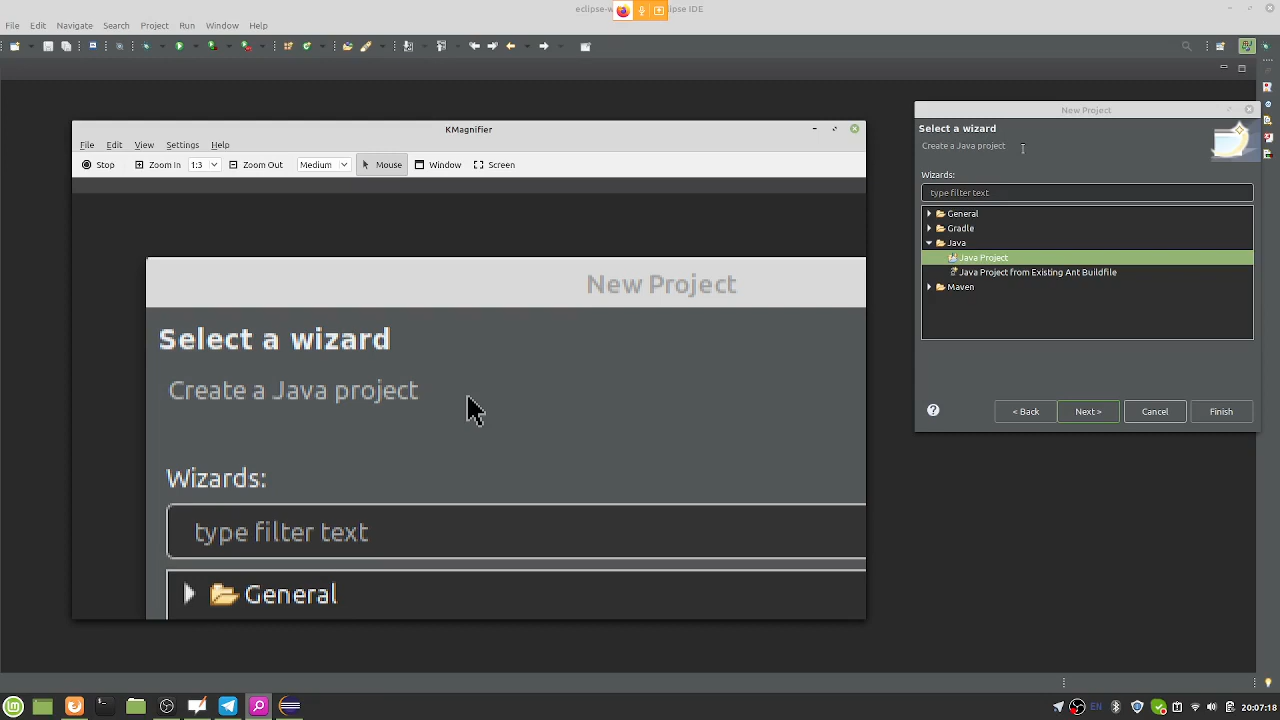 eclipse-w
pse IDE
File Edit Navigate Search Project Run Window Help
KMagnifier
File Edit View Settings Help
Stop Zoom In 1:3 Zoom Out Medium Mouse Window Screen
New Project
Select a wizard
Create a Java project
Wizards:
type filter text
General
New Project
Select a wizard
Create a Java project
Wizards:
type filter text
General
Gradle
Java
Java Project
Java Project from Existing Ant Buildfile
Maven
< Back Next > Cancel Finish
EN 20:07:18